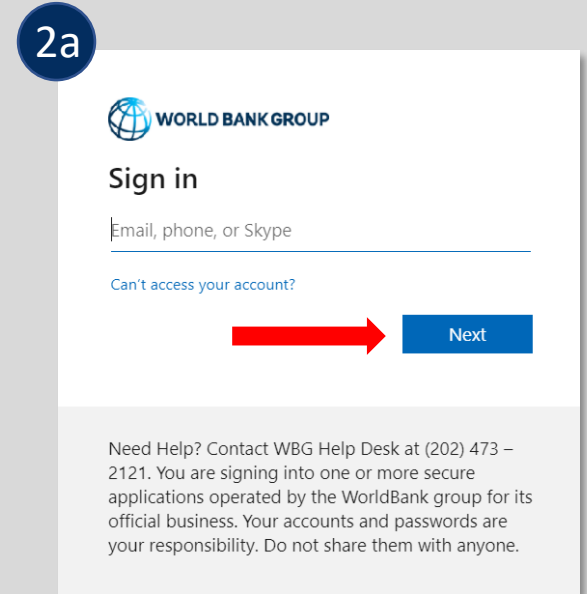 2a
WORLD BANK GROUP
Sign in
Email, phone, or Skype
Can't access your account?
Next
Need Help? Contact WBG Help Desk at (202) 473 –
2121. You are signing into one or more secure
applications operated by the WorldBank group for its
official business. Your accounts and passwords are
your responsibility. Do not share them with anyone.